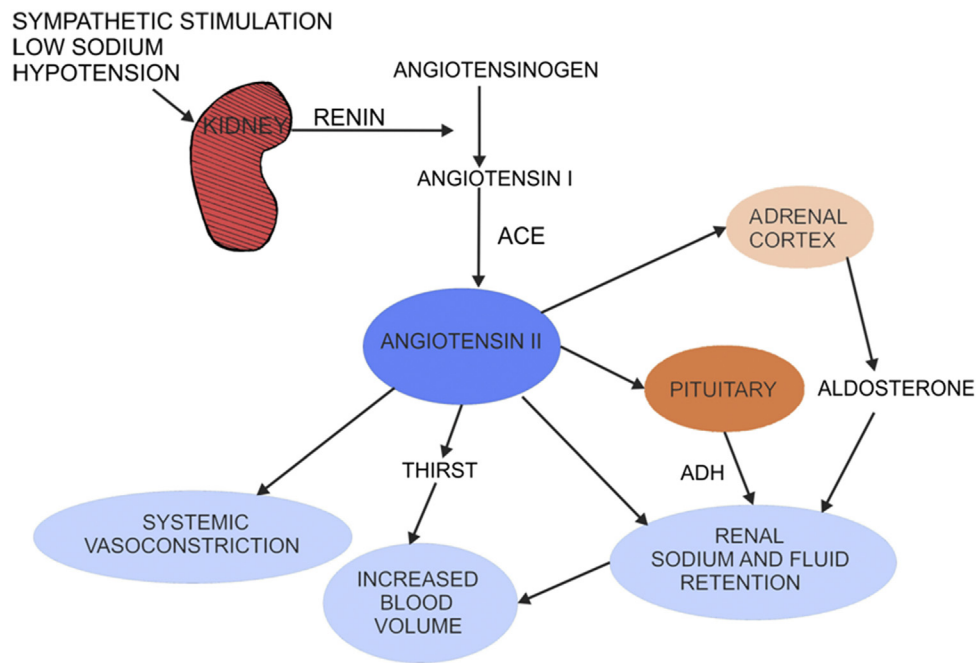 SYMPATHETIC STIMULATION
LOW SODIUM
HYPOTENSION
KIDNEY
RENIN
ANGIOTENSINOGEN
ANGIOTENSIN I
ACE
ADRENAL
CORTEX
ANGIOTENSIN II
PITUITARY
ALDOSTERONE
THIRST
ADH
SYSTEMIC
VASOCONSTRICTION
INCREASED
BLOOD
VOLUME
RENAL
SODIUM AND FLUID
RETENTION